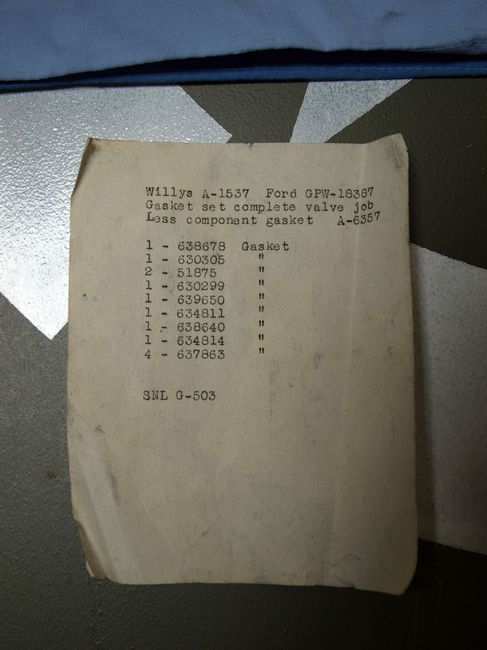 Willys A-1537  Ford GPW-18387
Gasket set complete valve job
Less component gasket   A-6357
1 - 638678  Gasket
1 - 630305     "
2 - 51875      "
1 - 630299     "
1 - 639650     "
1 - 634811     "
1 - 638640     "
1 - 634814     "
4 - 637863     "
SNL G-503